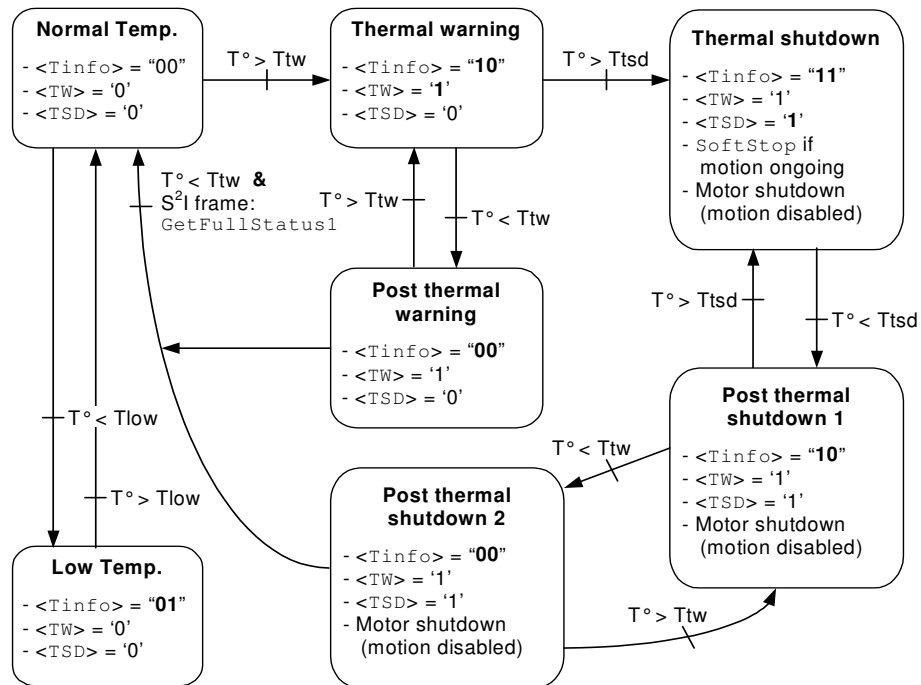 Normal Temp.
- <Tinfo> = “00”
- <TW> = ‘0’
- <TSD> = ‘0’
T° > Ttw
Thermal warning
- <Tinfo> = “10”
- <TW> = ‘1’
- <TSD> = ‘0’
T° > Ttsd
Thermal shutdown
- <Tinfo> = “11”
- <TW> = ‘1’
- <TSD> = ‘1’
- SoftStop if
motion ongoing
- Motor shutdown
(motion disabled)
T° < Ttw &
S²I frame:
GetFullStatus1
T° > Ttw
T° < Ttw
Post thermal
warning
- <Tinfo> = “00”
- <TW> = ‘1’
- <TSD> = ‘0’
T° > Ttsd
T° < Ttsd
Post thermal
shutdown 1
- <Tinfo> = “10”
- <TW> = ‘1’
- <TSD> = ‘1’
- Motor shutdown
(motion disabled)
T° < Ttw
T° < Tlow
T° > Tlow
Post thermal
shutdown 2
- <Tinfo> = “00”
- <TW> = ‘1’
- <TSD> = ‘1’
- Motor shutdown
(motion disabled)
T° > Ttw
Low Temp.
- <Tinfo> = “01”
- <TW> = ‘0’
- <TSD> = ‘0’